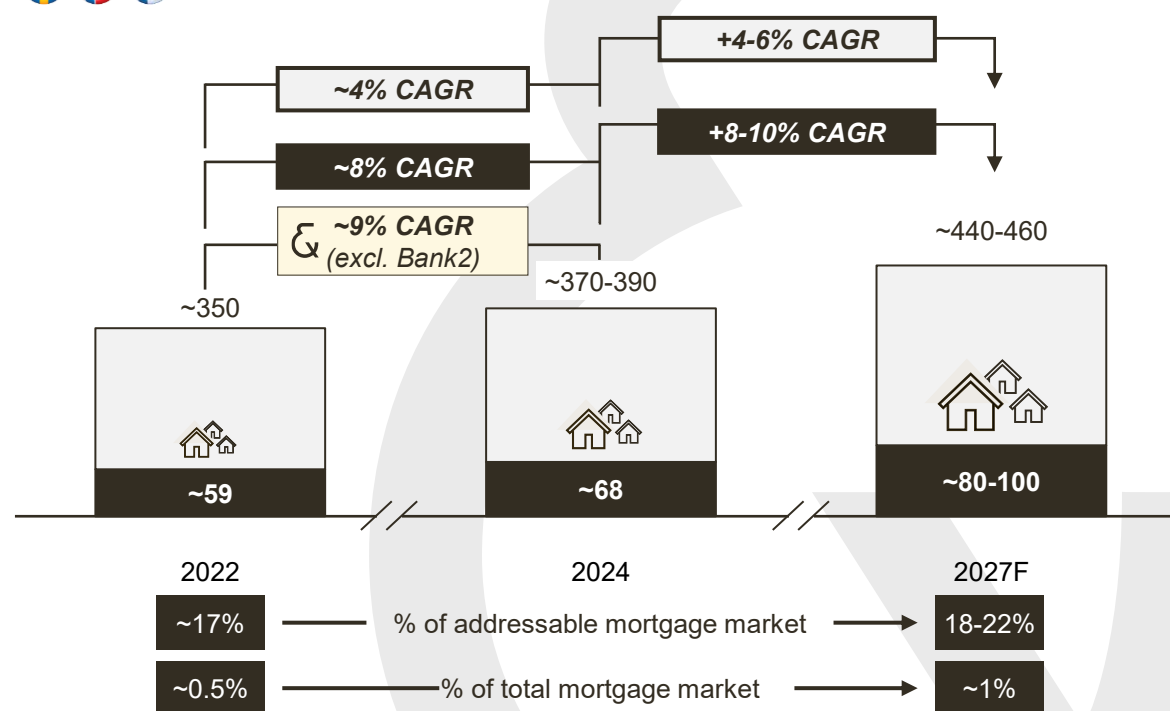 +4-6% CAGR
~4% CAGR
+8-10% CAGR
~8% CAGR
~9% CAGR
(excl. Bank2)
~440-460
~370-390
~350
~59
~68
~80-100
2022
2024
2027F
~17%
% of addressable mortgage market
18-22%
~0.5%
% of total mortgage market
~1%